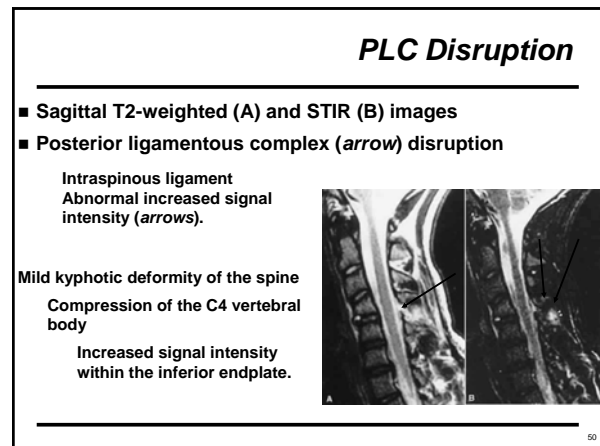 PLC Disruption
■ Sagittal T2-weighted (A) and STIR (B) images
■ Posterior ligamentous complex (arrow) disruption
Intraspinous ligament
Abnormal increased signal
intensity (arrows).
Mild kyphotic deformity of the spine
Compression of the C4 vertebral
body
Increased signal intensity
within the inferior endplate.
A
B
50